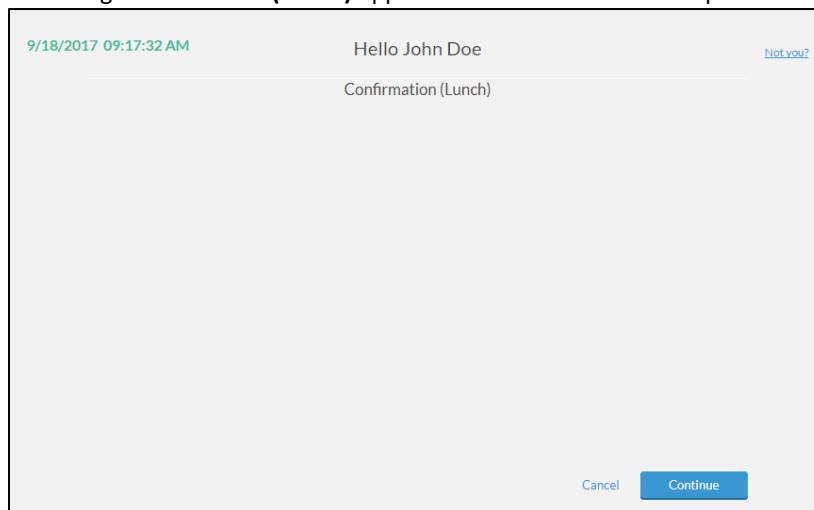 9/18/2017 09:17:32 AM
Hello John Doe
Not you?
Confirmation (Lunch)
Cancel
Continue